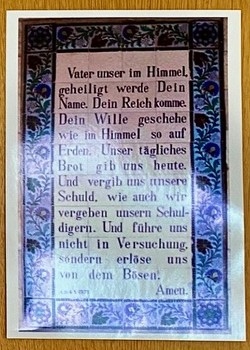 Vater unser im Himmel,
geheiligt werde Dein
Name. Dein Reich komme.
Dein Wille geschehe
wie im Himmel so auf
Erden. Unser tägliches
Brot gib uns heute.
Und vergib uns unsere
Schuld, wie auch wir
vergeben unsern Schul-
digern. Und führe uns
nicht in Versuchung,
sondern erlöse uns
von dem Bösen.
Amen.